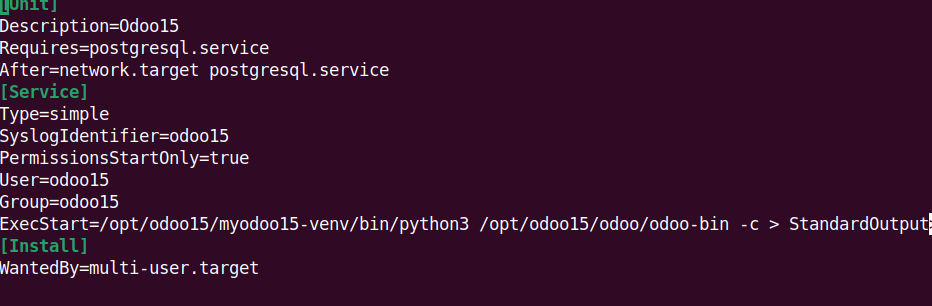 [Unit]
Description=Odoo15
Requires=postgresql.service
After=network.target postgresql.service
[Service]
Type=simple
SyslogIdentifier=odoo15
PermissionsStartOnly=true
User=odoo15
Group=odoo15
ExecStart=/opt/odoo15/myodoo15-venv/bin/python3 /opt/odoo15/odoo/odoo-bin -c > StandardOutput>
[Install]
WantedBy=multi-user.target